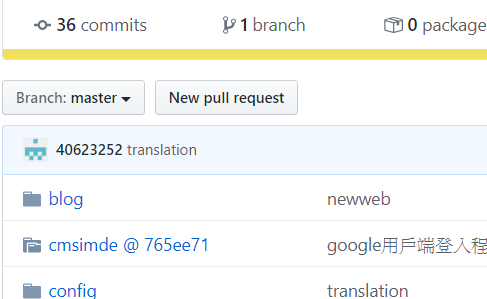 36 commits 1 branch 0 package
Branch: master New pull request
40623252 translation
blog newweb
cmsimde @ 765ee71 google用戶端登入程
config translation